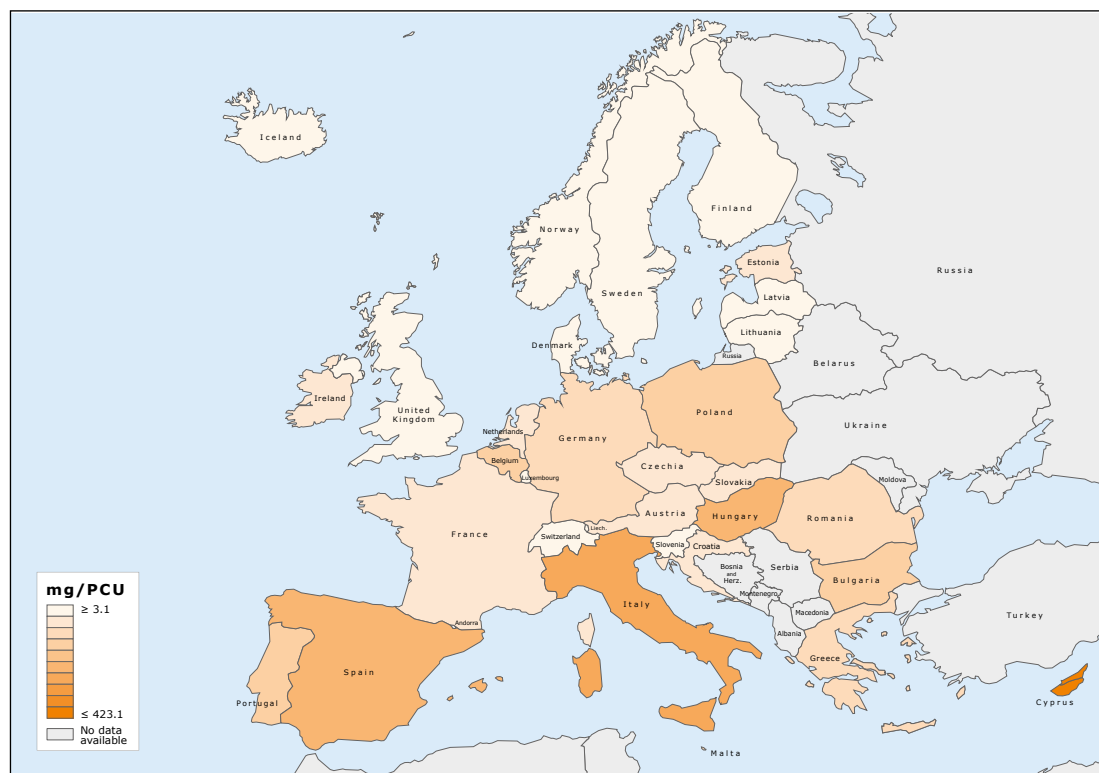 Iceland
Finland
Norway
Estonia
Russia
Sweden
Latvia
Lithuania
Denmark
Russia
Belarus
Ireland
United
Kingdom
Poland
Ukraine
Netherlands
Germany
Belgium
Czechia
Luxembourg
Slovakia
Moldova
Austria
Hungary
Romania
France
Liech.
Switzerland
Slovenia
Croatia
Bosnia
and
Herz.
Serbia
Bulgaria
Montenegro
mg/PCU
≥ 3.1
Italy
Macedonia
Turkey
Andorra
Albania
Greece
Spain
Portugal
Cyprus
≤ 423.1
No data
available
Malta